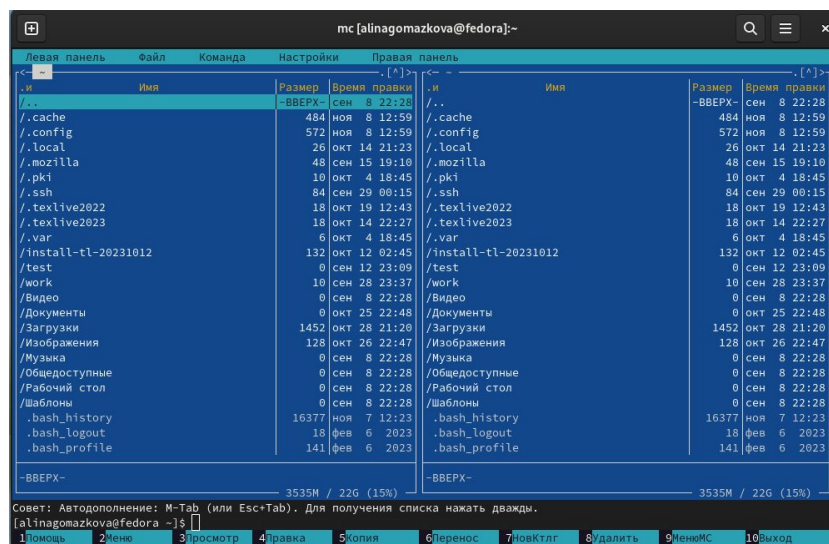 mc [alinagomazkova@fedora]:~
Левая панель Файл Команда Настройки Правая панель
<— ~ .[^]> <— ~ .[^]>
.и Имя Размер Время правки .и Имя Размер Время правки
/.. -ВВЕРХ- сен 8 22:28 /.. -ВВЕРХ- сен 8 22:28
/.cache 484 ноя 8 12:59 /.cache 484 ноя 8 12:59
/.config 572 ноя 8 12:59 /.config 572 ноя 8 12:59
/.local 26 окт 14 21:23 /.local 26 окт 14 21:23
/.mozilla 48 сен 15 19:10 /.mozilla 48 сен 15 19:10
/.pki 10 окт 4 18:45 /.pki 10 окт 4 18:45
/.ssh 84 сен 29 00:15 /.ssh 84 сен 29 00:15
/.texlive2022 18 окт 19 12:43 /.texlive2022 18 окт 19 12:43
/.texlive2023 18 окт 14 22:27 /.texlive2023 18 окт 14 22:27
/.var 6 окт 4 18:45 /.var 6 окт 4 18:45
/install-tl-20231012 132 окт 12 02:45 /install-tl-20231012 132 окт 12 02:45
/test 0 сен 12 23:09 /test 0 сен 12 23:09
/work 10 сен 28 23:37 /work 10 сен 28 23:37
/Видео 0 сен 8 22:28 /Видео 0 сен 8 22:28
/Документы 0 окт 25 22:48 /Документы 0 окт 25 22:48
/Загрузки 1452 окт 28 21:20 /Загрузки 1452 окт 28 21:20
/Изображения 128 окт 26 22:47 /Изображения 128 окт 26 22:47
/Музыка 0 сен 8 22:28 /Музыка 0 сен 8 22:28
/Общедоступные 0 сен 8 22:28 /Общедоступные 0 сен 8 22:28
/Рабочий стол 0 сен 8 22:28 /Рабочий стол 0 сен 8 22:28
/Шаблоны 0 сен 8 22:28 /Шаблоны 0 сен 8 22:28
.bash_history 16377 ноя 7 12:23 .bash_history 16377 ноя 7 12:23
.bash_logout 18 фев 6 2023 .bash_logout 18 фев 6 2023
.bash_profile 141 фев 6 2023 .bash_profile 141 фев 6 2023
-ВВЕРХ- -ВВЕРХ-
3535M / 22G (15%) 3535M / 22G (15%)
Совет: Автодополнение: M-Tab (или Esc+Tab). Для получения списка нажать дважды.
[alinagomazkova@fedora ~]$
1Помощь 2Меню 3Просмотр 4Правка 5Копия 6Перенос 7НовКтлг 8Удалить 9МенюMC 10Выход